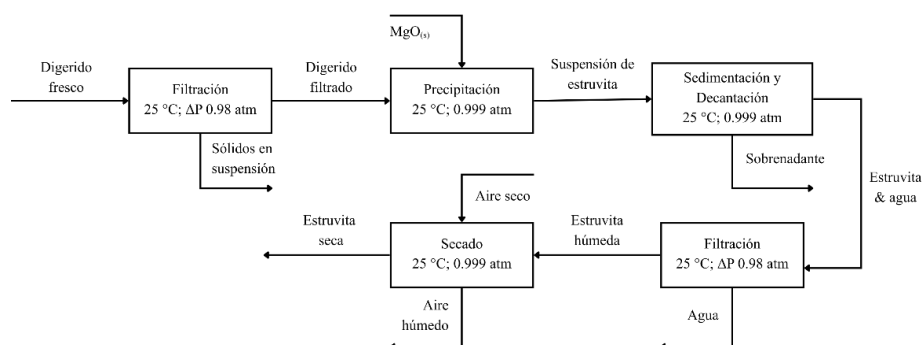 MgO(s)
Digerido
fresco
Filtración
25 °C; ΔP 0.98 atm
Digerido
filtrado
Precipitación
25 °C; 0.999 atm
Suspensión de
estruvita
Sedimentación y
Decantación
25 °C; 0.999 atm
Sólidos en
suspensión
Sobrenadante
Estruvita
& agua
Aire seco
Estruvita
seca
Secado
25 °C; 0.999 atm
Estruvita
húmeda
Filtración
25 °C; ΔP 0.98 atm
Aire
húmedo
Agua